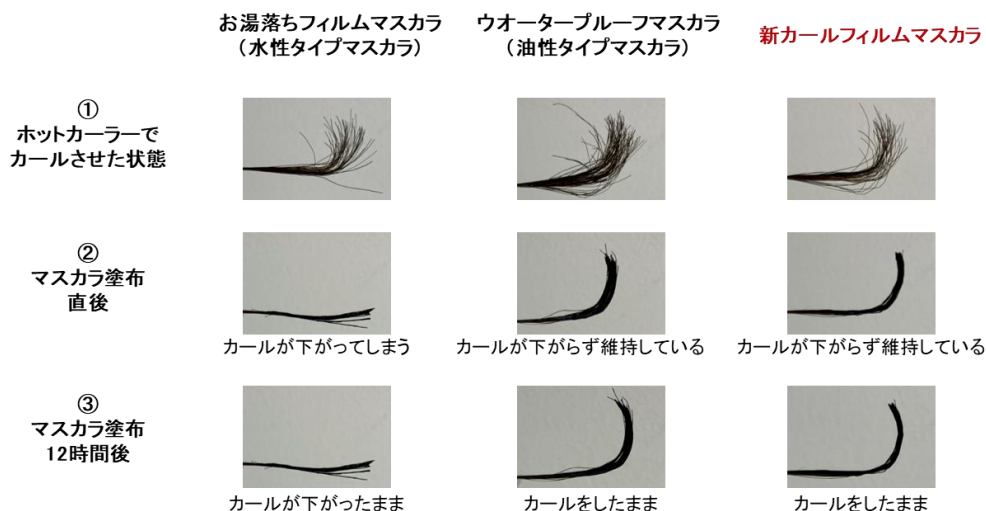 お湯落ちフィルムマスカラ
（水性タイプマスカラ）
ウオータープルーフマスカラ
（油性タイプマスカラ）
新カールフィルムマスカラ
①
ホットカーラーで
カールさせた状態
②
マスカラ塗布
直後
カールが下がってしまう
カールが下がらず維持している
カールが下がらず維持している
③
マスカラ塗布
12時間後
カールが下がったまま
カールをしたまま
カールをしたまま